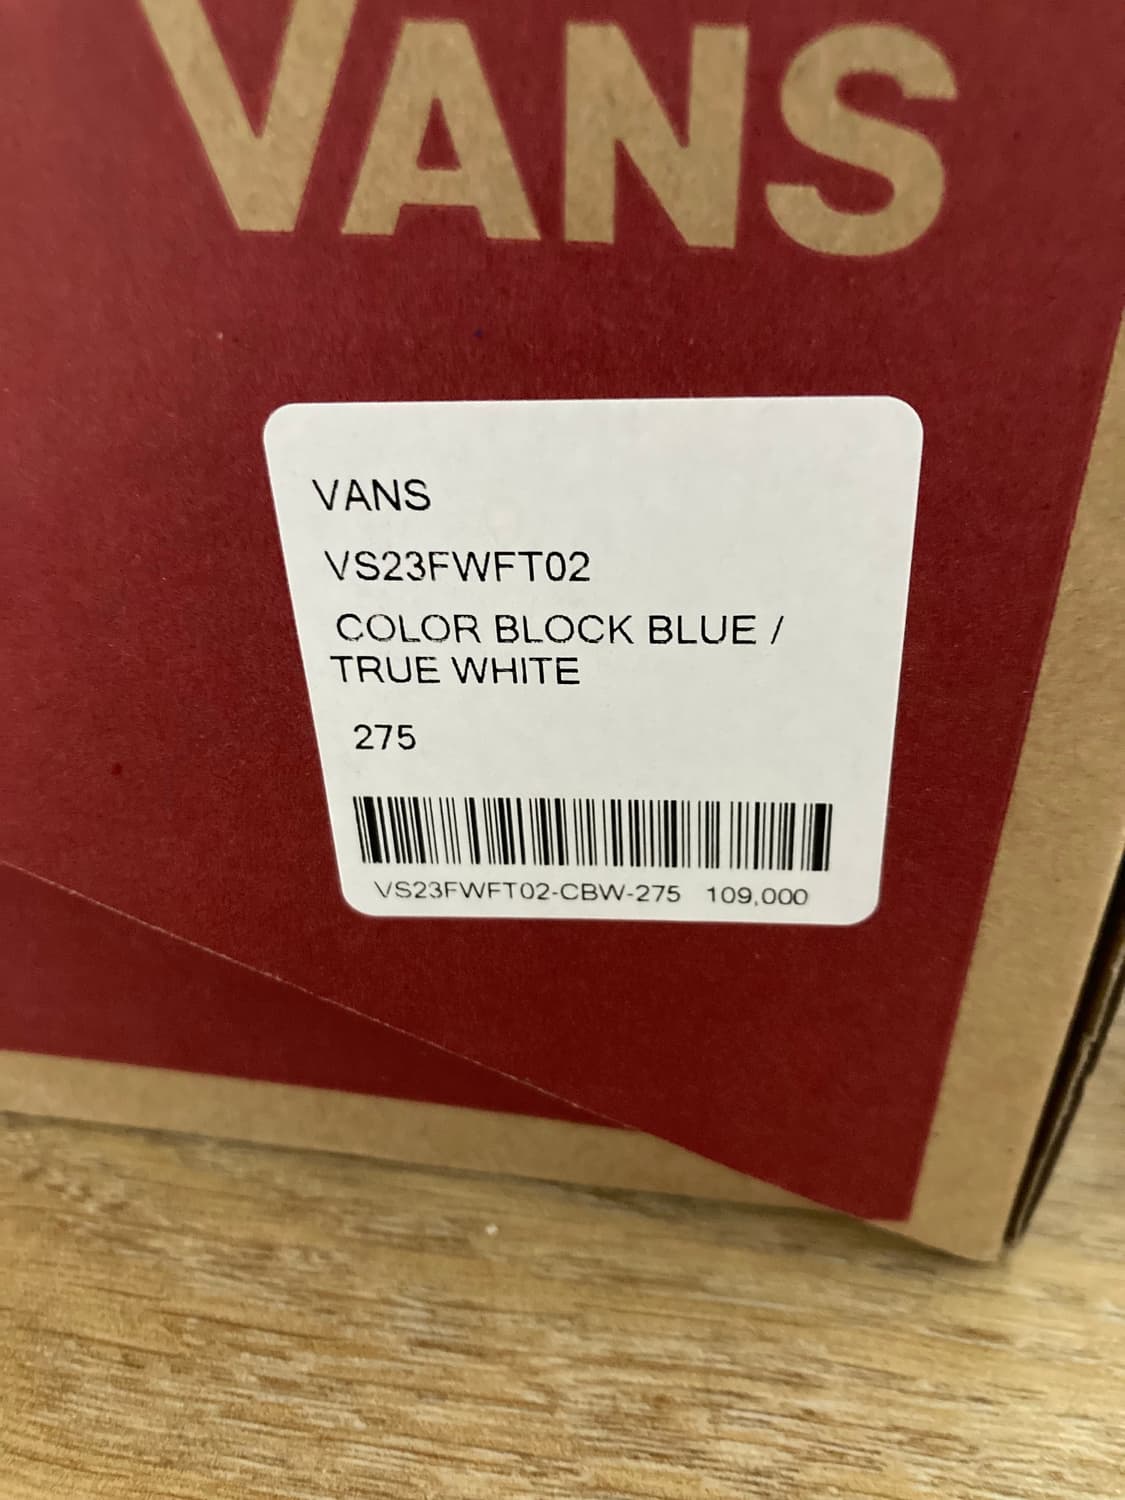 VANS
VANS
VS23FWFT02
COLOR BLOCK BLUE /
TRUE WHITE
275
VS23FWFT02-CBW-275 109,000